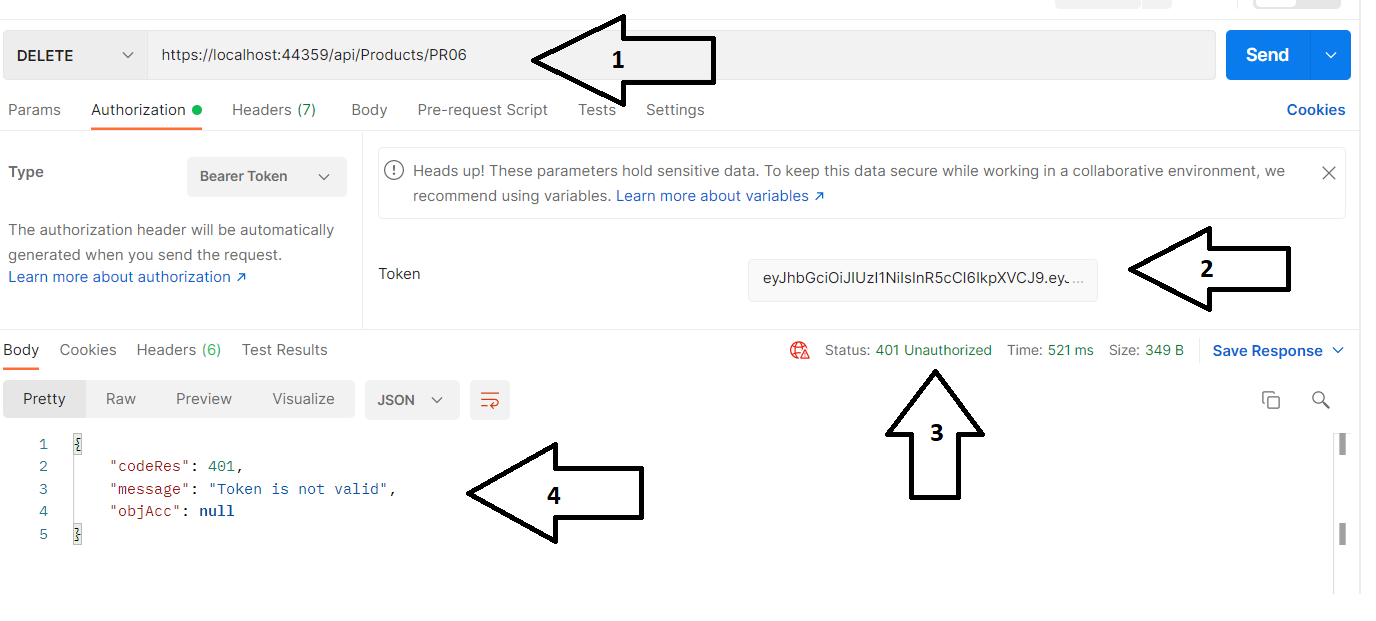 DELETE https://localhost:44359/api/Products/PR06 1 Send
Params Authorization Headers (7) Body Pre-request Script Tests Settings Cookies
Type Bearer Token
Heads up! These parameters hold sensitive data. To keep this data secure while working in a collaborative environment, we
recommend using variables. Learn more about variables ↗
The authorization header will be automatically
generated when you send the request.
Learn more about authorization ↗
Token eyJhbGciOiJIUzI1NiIsInR5cCI6IkpXVCJ9.eyJ... 2
Body Cookies Headers (6) Test Results Status: 401 Unauthorized Time: 521 ms Size: 349 B Save Response
Pretty Raw Preview Visualize JSON
3
1 {
2 "codeRes": 401,
3 "message": "Token is not valid",
4 "objAcc": null
5 }
4